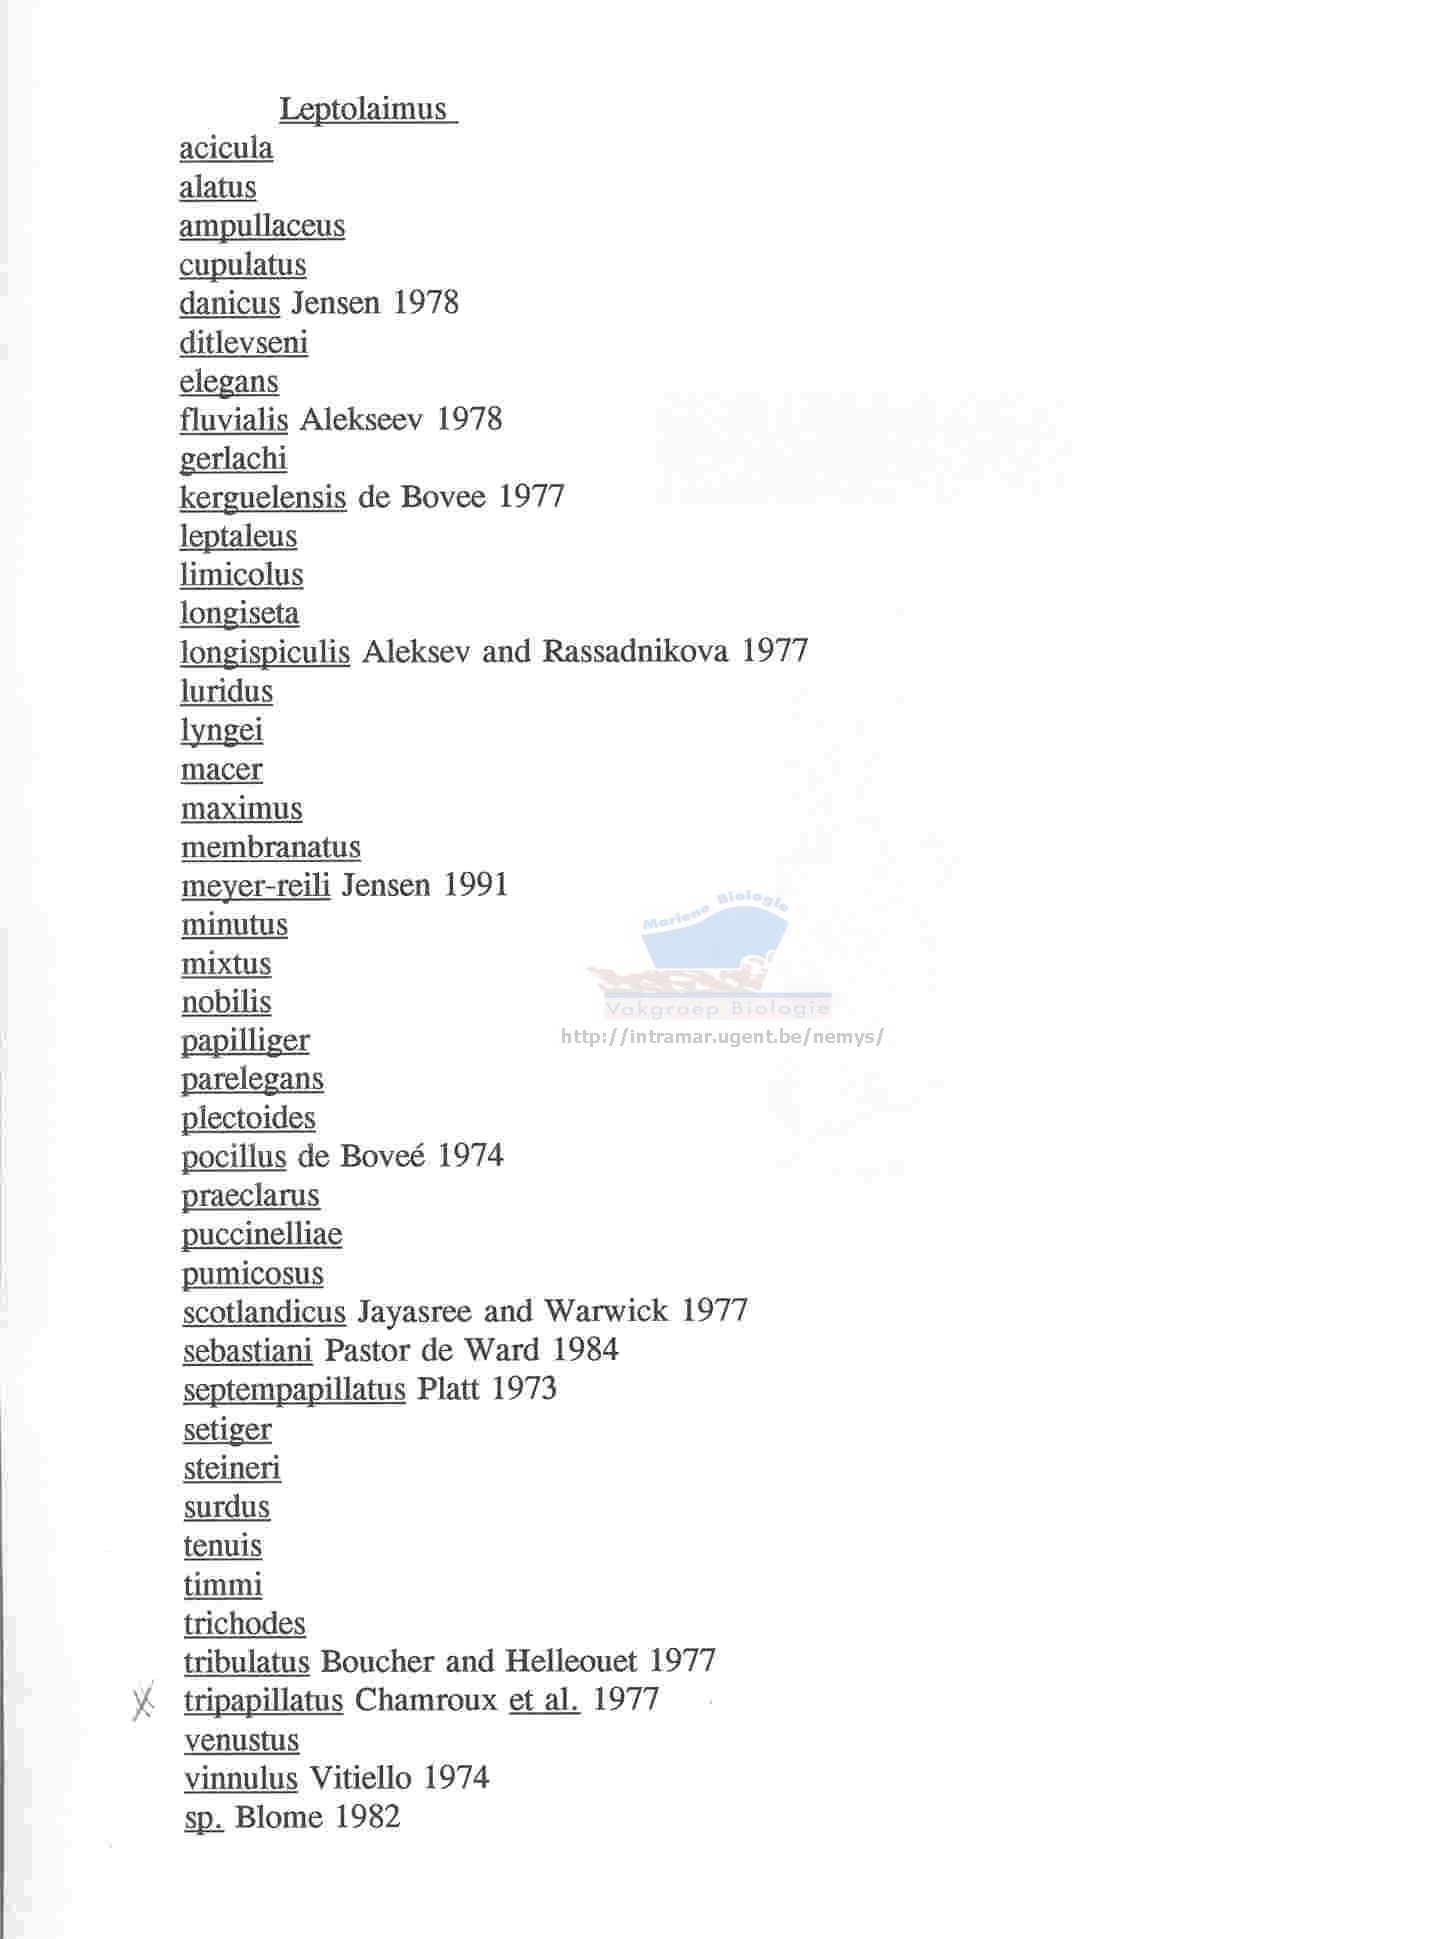 Leptolaimus
acicula
alatus
ampullaceus
cupulatus
danicus Jensen 1978
ditlevseni
elegans
fluvialis Alekseev 1978
gerlachi
kerguelensis de Bovee 1977
leptaleus
limicolus
longiseta
longispiculis Aleksev and Rassadnikova 1977
luridus
lyngei
macer
maximus
membranatus
meyer-reili Jensen 1991
minutus
mixtus
nobilis
papilliger
parelegans
plectoides
pocillus de Boveé 1974
praeclarus
puccinelliae
pumicosus
scotlandicus Jayasree and Warwick 1977
sebastiani Pastor de Ward 1984
septempapillatus Platt 1973
setiger
steineri
surdus
tenuis
timmi
trichodes
tribulatus Boucher and Helleouet 1977
tripapillatus Chamroux et al. 1977
venustus
vinnulus Vitiello 1974
sp. Blome 1982
Mariene Biologie
Vakgroep Biologie
http://intramar.ugent.be/nemys/